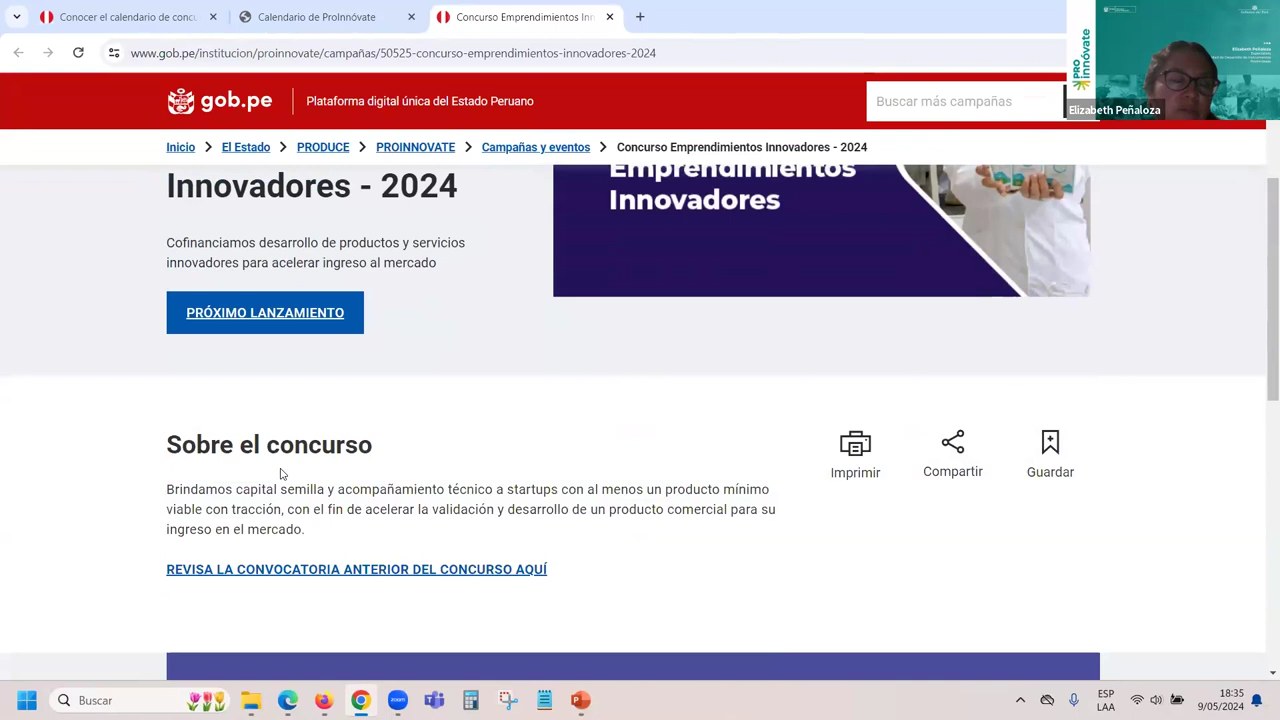 Conocer el calendario de concu
Calendario de ProInnóvate
Concurso Emprendimientos Inn
www.gob.pe/institucion/proinnovate/campañas/50525-concurso-emprendimientos-innovadores-2024
gob.pe
Plataforma digital única del Estado Peruano
Buscar más campañas
PRO
innóvate
Elizabeth Peñaloza
Elizabeth Peñaloza
Inicio
El Estado
PRODUCE
PROINNOVATE
Campañas y eventos
Concurso Emprendimientos Innovadores - 2024
Innovadores - 2024
Emprendimientos
Innovadores
Cofinanciamos desarrollo de productos y servicios
innovadores para acelerar ingreso al mercado
PRÓXIMO LANZAMIENTO
Sobre el concurso
Imprimir
Compartir
Guardar
Brindamos capital semilla y acompañamiento técnico a startups con al menos un producto mínimo
viable con tracción, con el fin de acelerar la validación y desarrollo de un producto comercial para su
ingreso en el mercado.
REVISA LA CONVOCATORIA ANTERIOR DEL CONCURSO AQUÍ
Buscar
zoom
ESP
LAA
18:35
9/05/2024